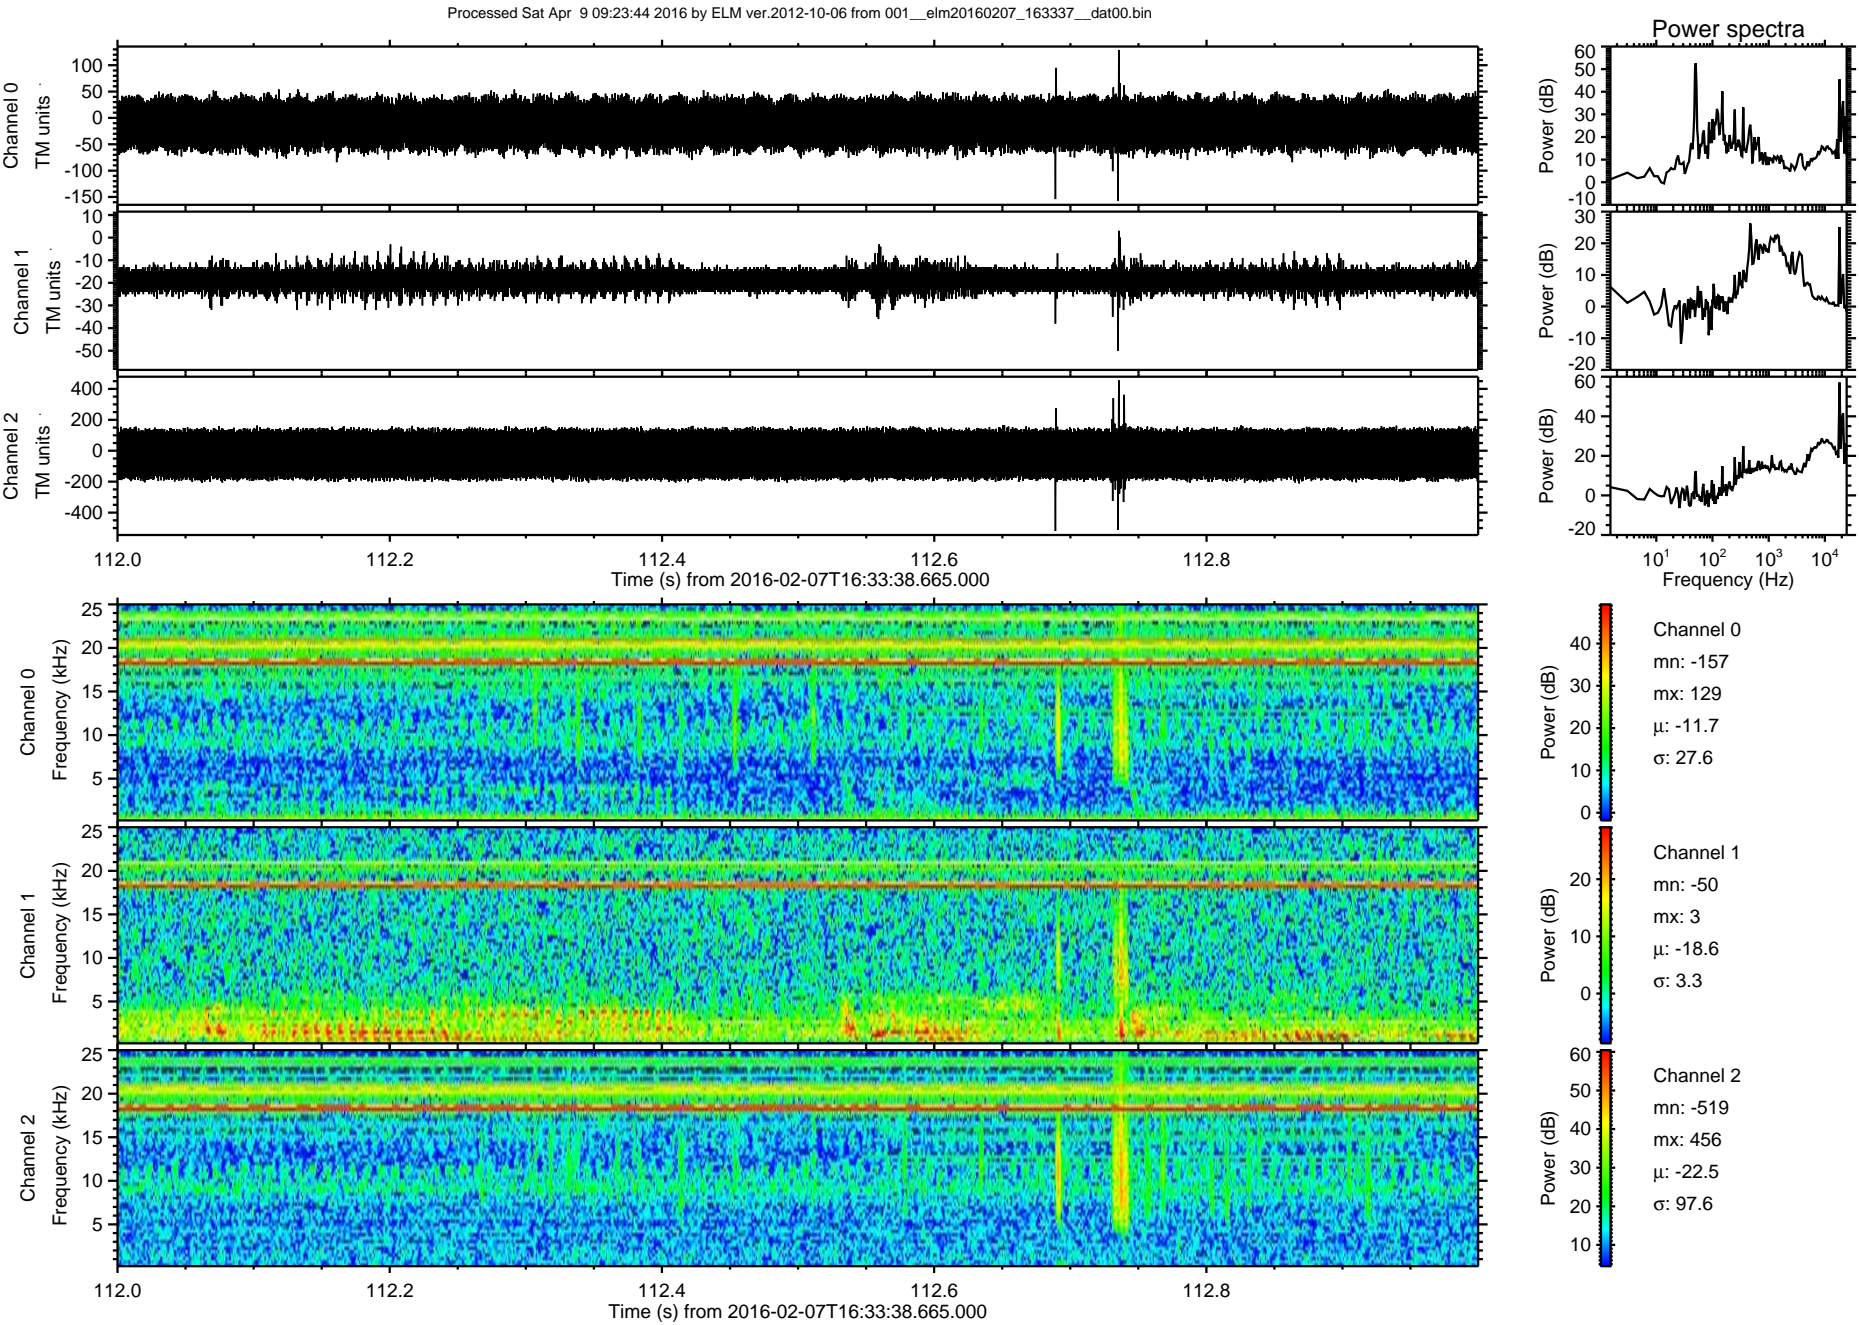 Processed Sat Apr  9 09:23:44 2016 by ELM ver.2012-10-06 from 001__elm20160207_163337__dat00.bin
Power spectra
Channel 0
TM units
100
50
0
-50
-100
-150
Power (dB)
60
50
40
30
20
10
0
-10
Channel 1
TM units
10
0
-10
-20
-30
-40
-50
Power (dB)
30
20
10
0
-10
-20
Channel 2
TM units
400
200
0
-200
-400
Power (dB)
60
40
20
0
-20
112.0 112.2 112.4 112.6 112.8
Time (s) from 2016-02-07T16:33:38.665.000
10^1 10^2 10^3 10^4
Frequency (Hz)
Channel 0
Frequency (kHz)
25
20
15
10
5
Power (dB)
40
30
20
10
0
Channel 0
mn: -157
mx: 129
μ: -11.7
σ: 27.6
Channel 1
Frequency (kHz)
25
20
15
10
5
Power (dB)
20
10
0
Channel 1
mn: -50
mx: 3
μ: -18.6
σ: 3.3
Channel 2
Frequency (kHz)
25
20
15
10
5
Power (dB)
60
50
40
30
20
10
Channel 2
mn: -519
mx: 456
μ: -22.5
σ: 97.6
112.0 112.2 112.4 112.6 112.8
Time (s) from 2016-02-07T16:33:38.665.000